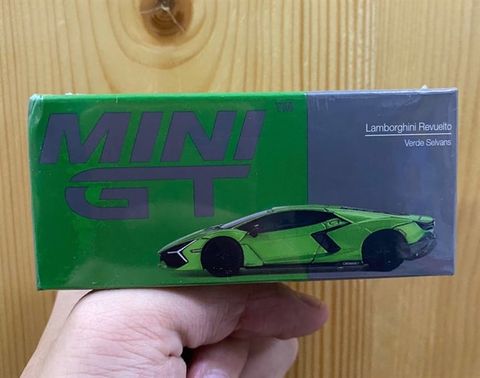 MINI
GT
Lamborghini Revuelto
Verde Selvans